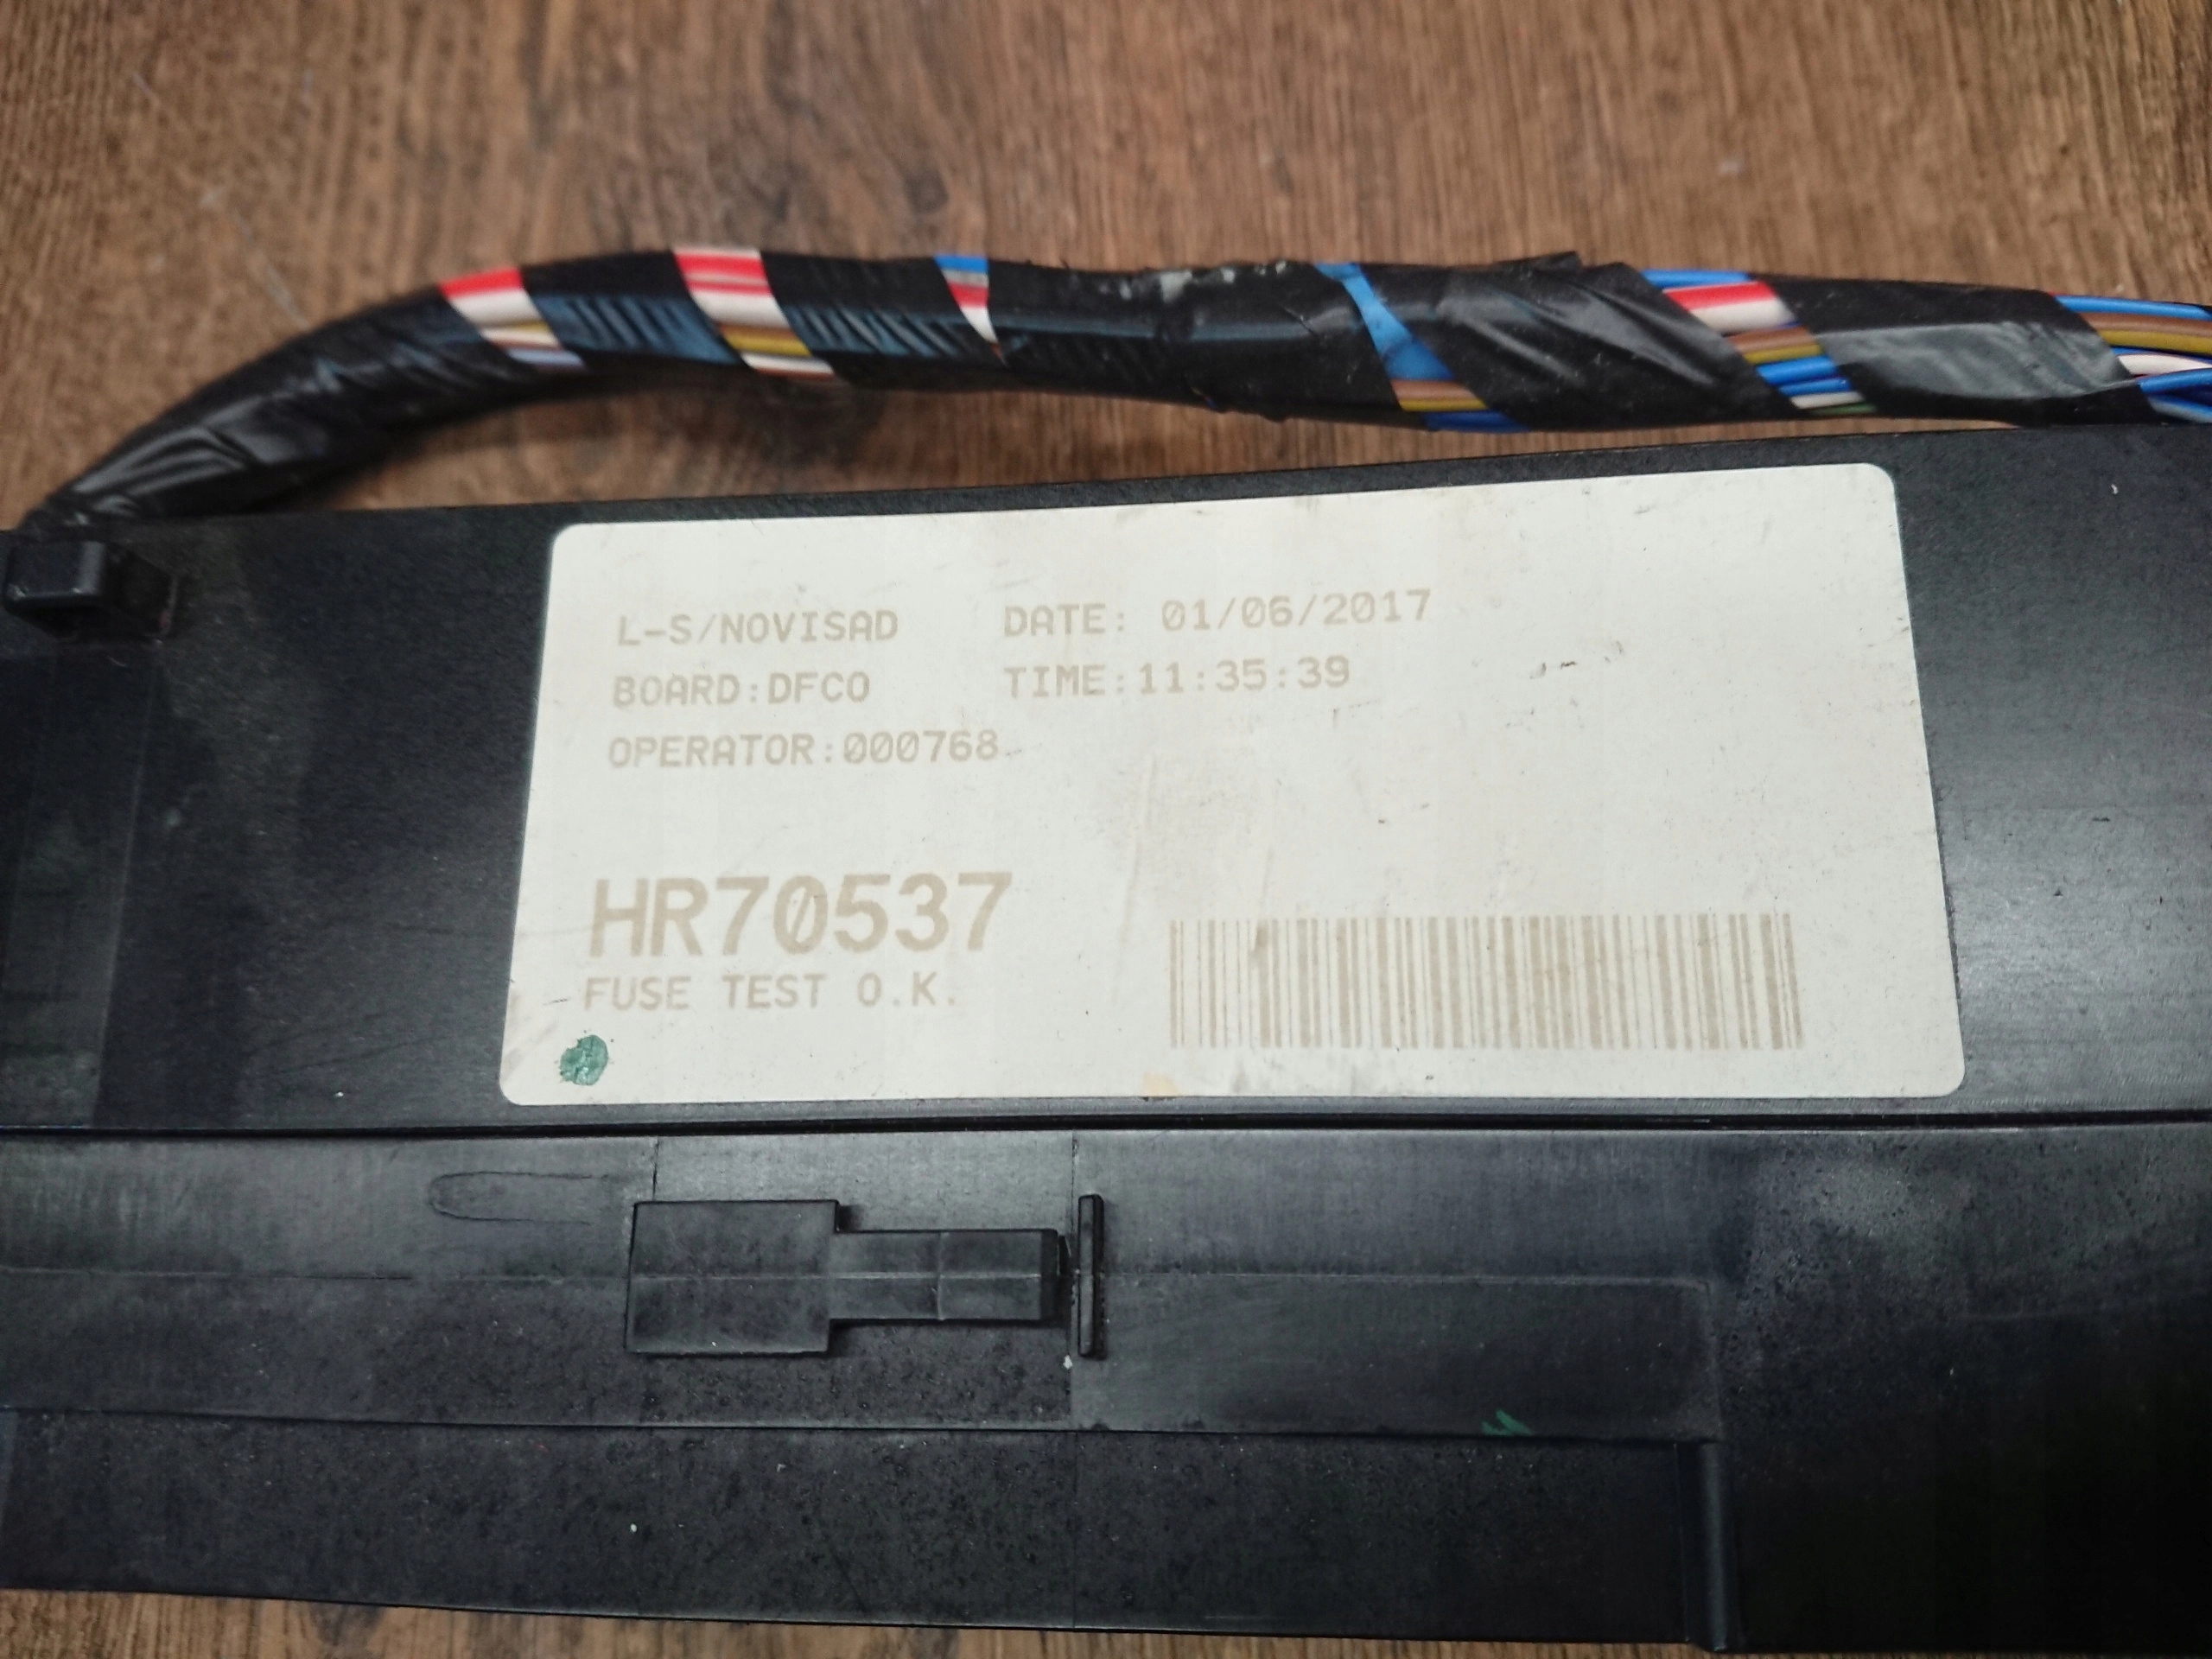 L-S/NOVISAD DATE: 01/06/2017
BOARD:DFCO TIME:11:35:39
OPERATOR:000768
HR70537
FUSE TEST O.K.